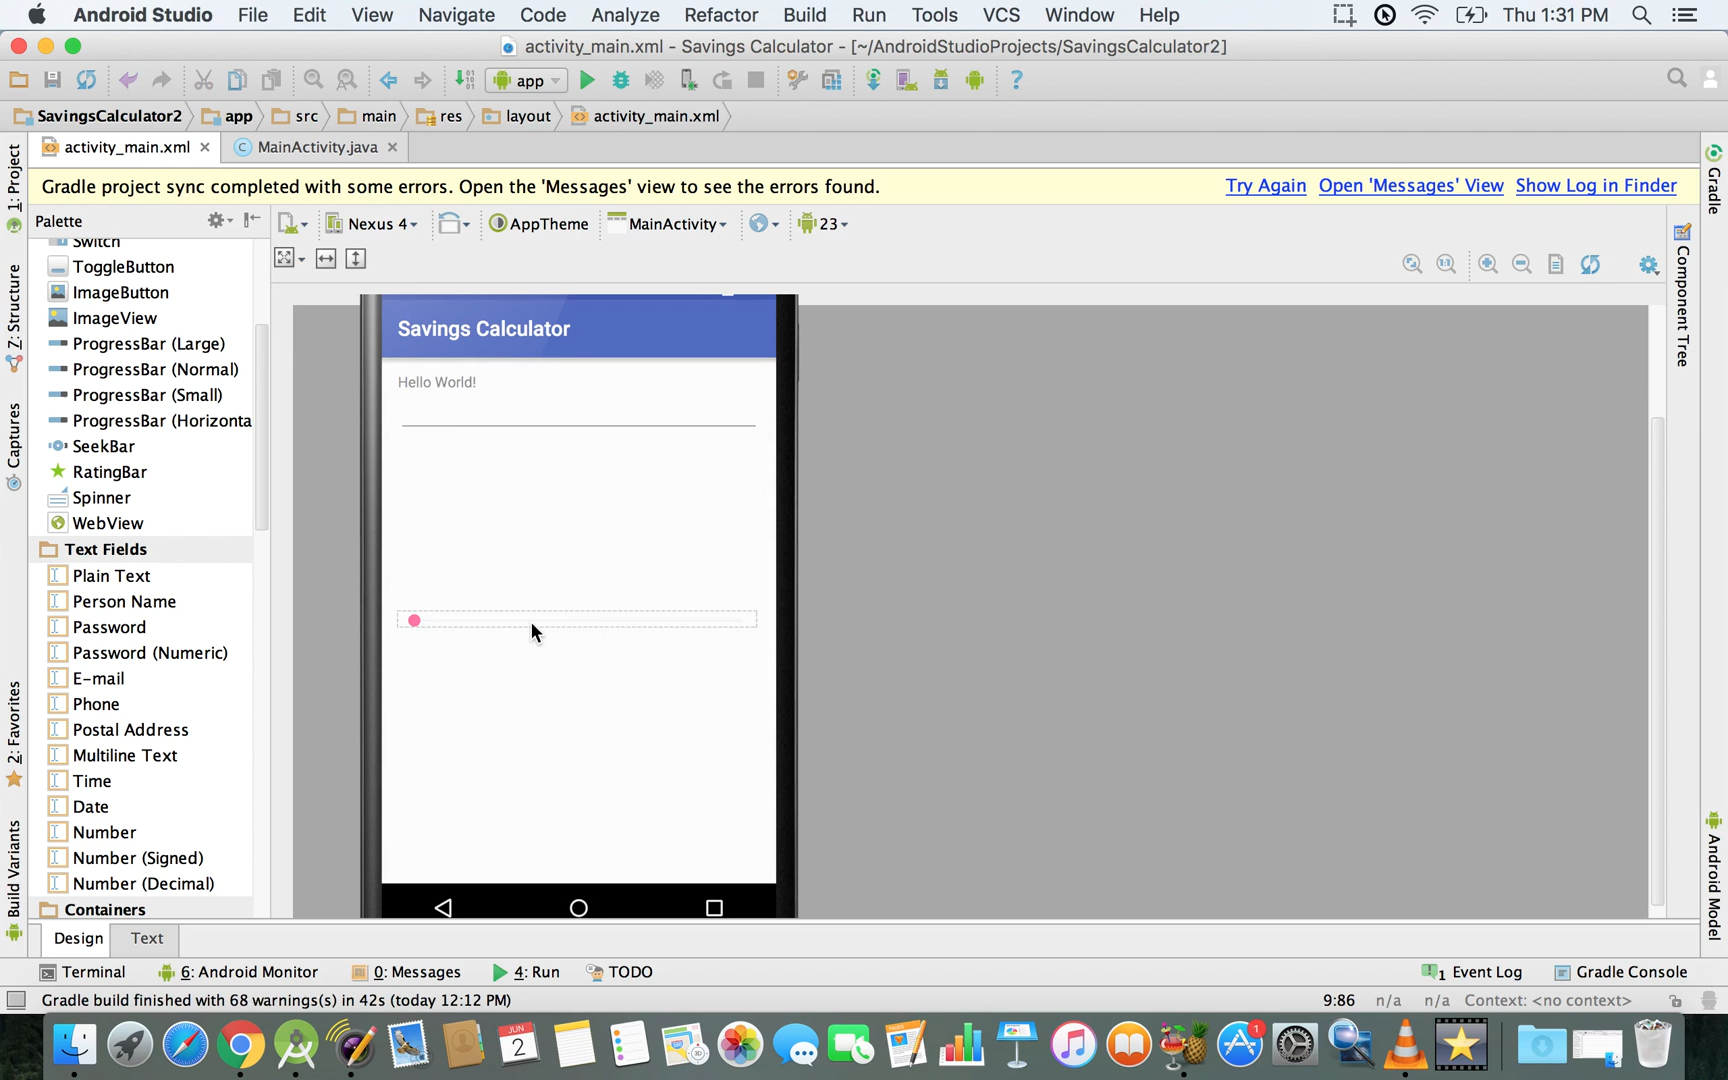 Android Studio File Edit View Navigate Code Analyze Refactor Build Run Tools VCS Window Help Thu 1:31 PM
activity_main.xml - Savings Calculator - [~/AndroidStudioProjects/SavingsCalculator2]
app
SavingsCalculator2 app src main res layout activity_main.xml
activity_main.xml MainActivity.java
Gradle project sync completed with some errors. Open the 'Messages' view to see the errors found. Try Again Open 'Messages' View Show Log in Finder
Palette Nexus 4 AppTheme MainActivity 23
1: Project
Z: Structure
Captures
2: Favorites
Build Variants
Switch
ToggleButton
ImageButton
ImageView
ProgressBar (Large)
ProgressBar (Normal)
ProgressBar (Small)
ProgressBar (Horizonta
SeekBar
RatingBar
Spinner
WebView
Text Fields
Plain Text
Person Name
Password
Password (Numeric)
E-mail
Phone
Postal Address
Multiline Text
Time
Date
Number
Number (Signed)
Number (Decimal)
Containers
Savings Calculator
Hello World!
Gradle
Component Tree
Android Model
Design Text
Terminal 6: Android Monitor 0: Messages 4: Run TODO 1 Event Log Gradle Console
Gradle build finished with 68 warnings(s) in 42s (today 12:12 PM) 9:86 n/a n/a Context: <no context>
JUN
2
3D
1